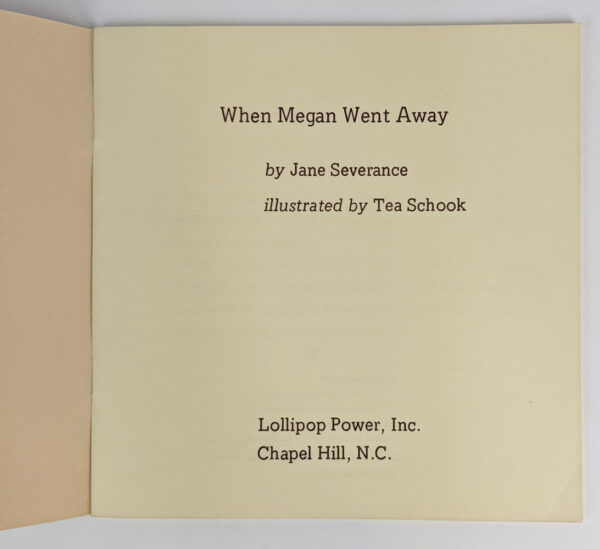 When Megan Went Away
by Jane Severance
illustrated by Tea Schook
Lollipop Power, Inc.
Chapel Hill, N.C.